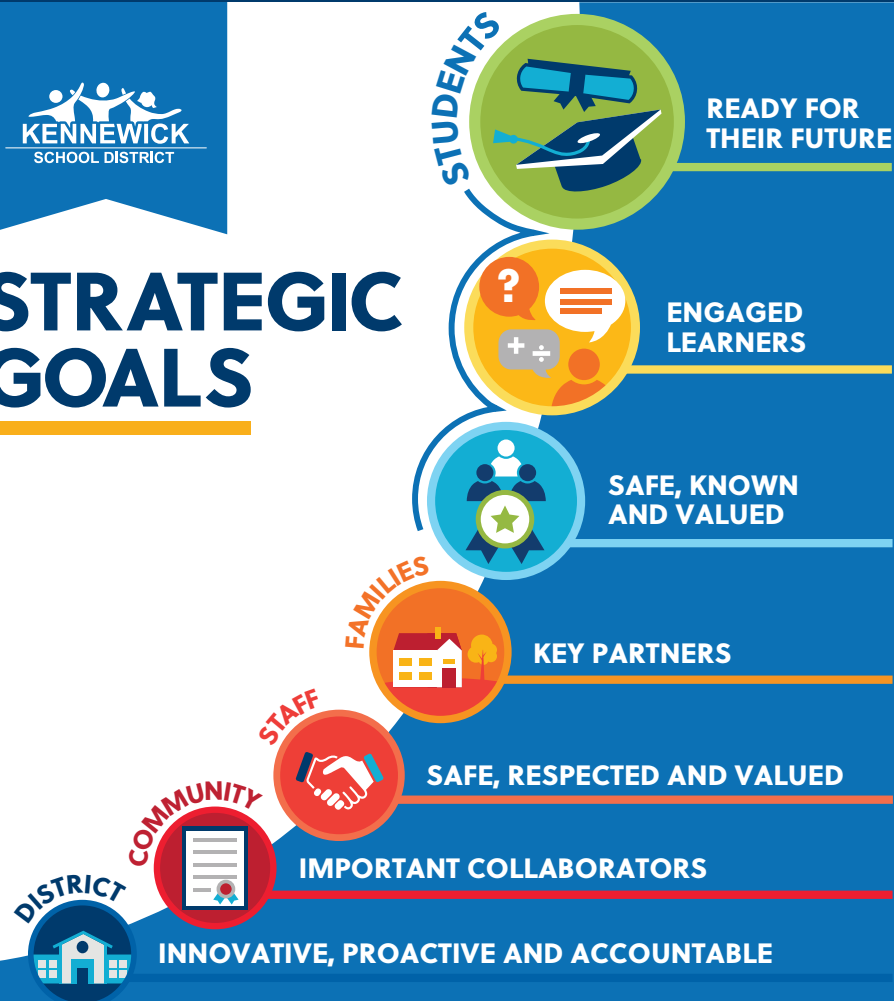 KENNEWICK
SCHOOL DISTRICT
STRATEGIC
GOALS
STUDENTS
READY FOR
THEIR FUTURE
?
ENGAGED
LEARNERS
+ ÷
SAFE, KNOWN
AND VALUED
FAMILIES
KEY PARTNERS
STAFF
SAFE, RESPECTED AND VALUED
COMMUNITY
IMPORTANT COLLABORATORS
DISTRICT
INNOVATIVE, PROACTIVE AND ACCOUNTABLE